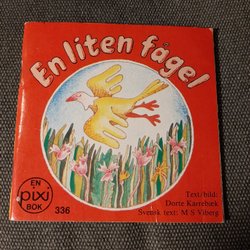 En liten fågel
EN
pixi
BOK
336
Text/bild:
Dorte Karrebæk
Svensk text: M S Viberg